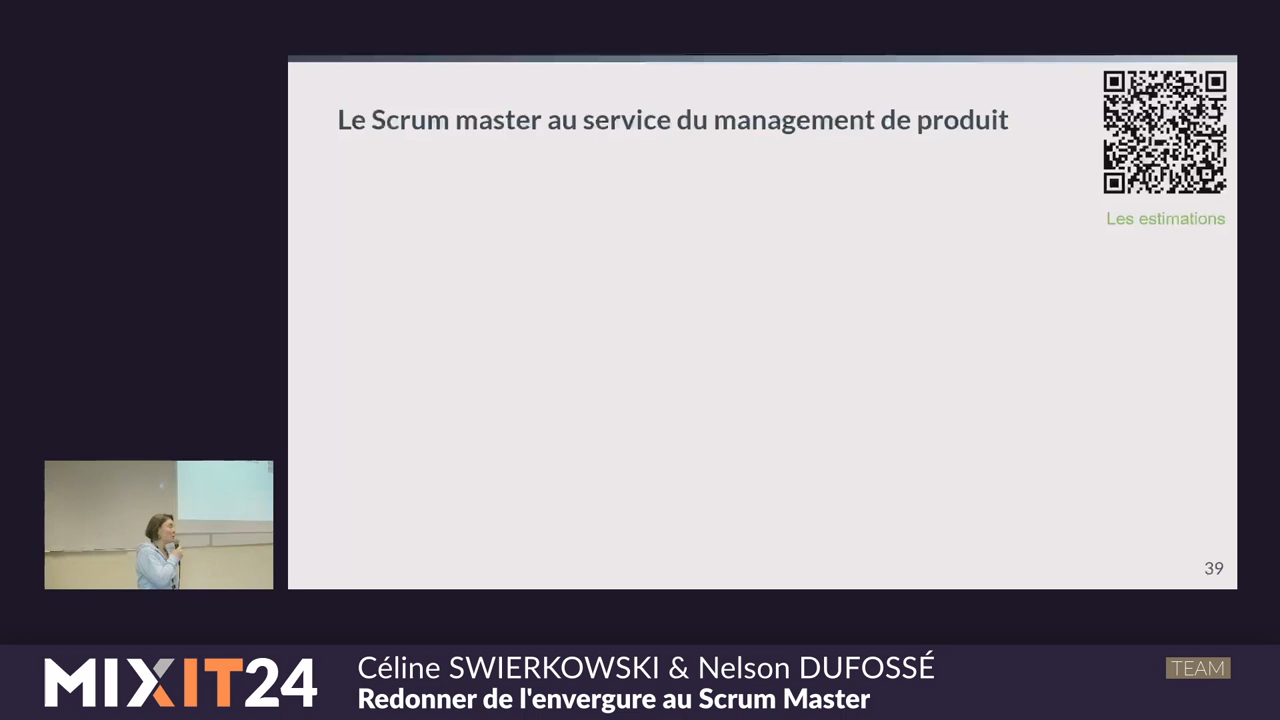 Le Scrum master au service du management de produit
Les estimations
39
MIXIT24
Céline SWIERKOWSKI & Nelson DUFOSSÉ
Redonner de l'envergure au Scrum Master
TEAM